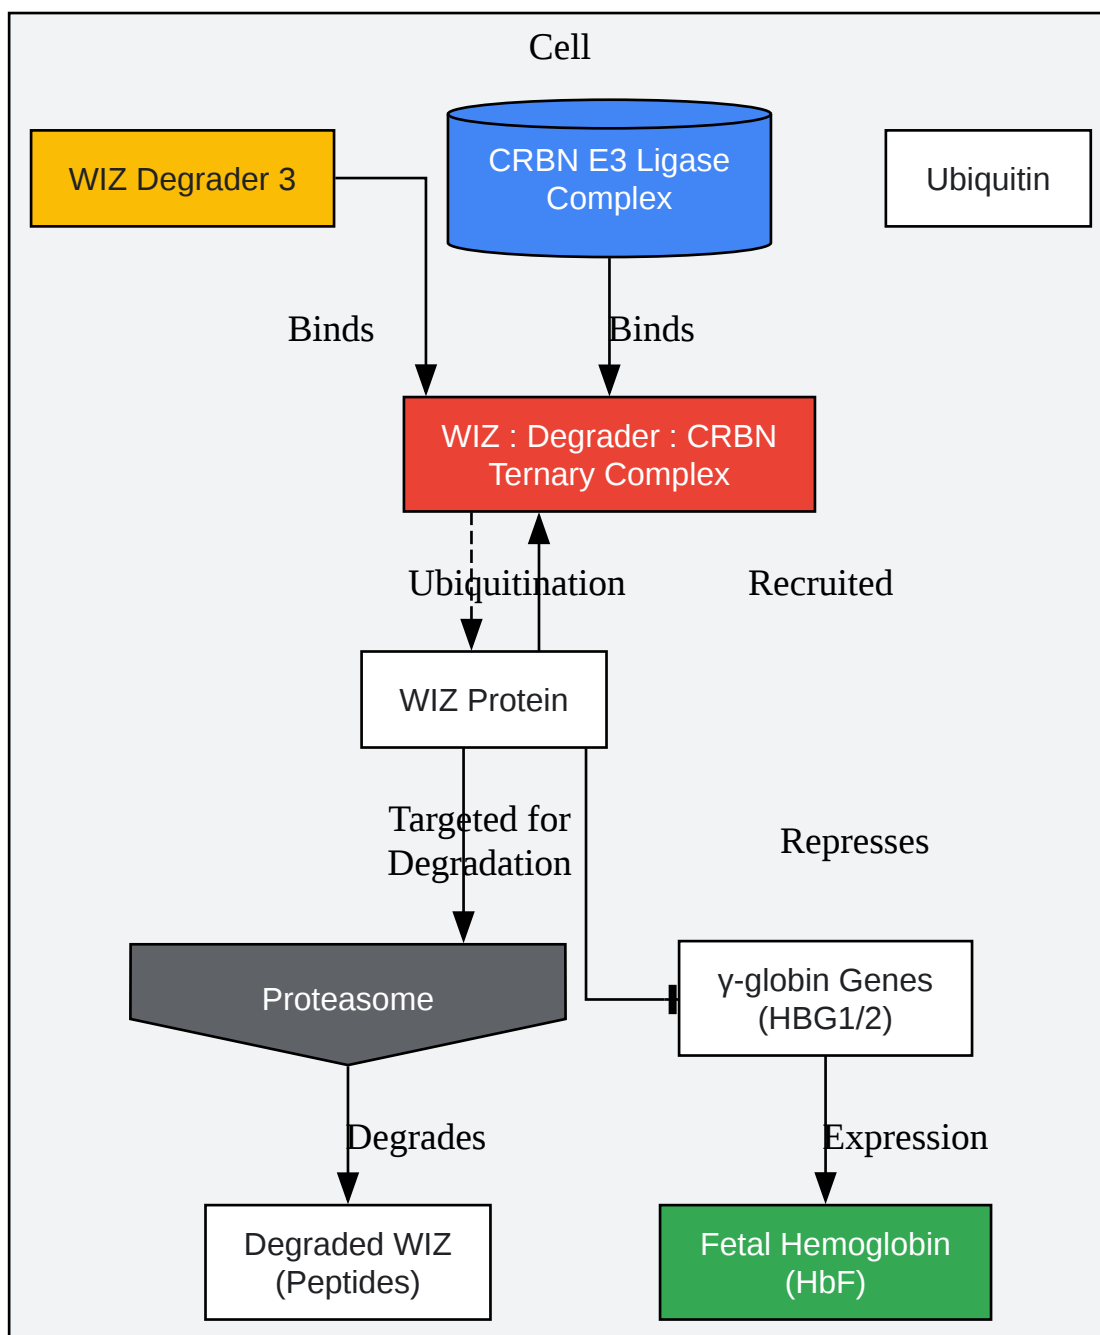 Cell
WIZ Degrader 3
CRBN E3 Ligase
Complex
Ubiquitin
Binds
Binds
WIZ : Degrader : CRBN
Ternary Complex
Ubiquitination
Recruited
WIZ Protein
Targeted for
Degradation
Represses
Proteasome
γ-globin Genes
(HBG1/2)
Degrades
Expression
Degraded WIZ
(Peptides)
Fetal Hemoglobin
(HbF)